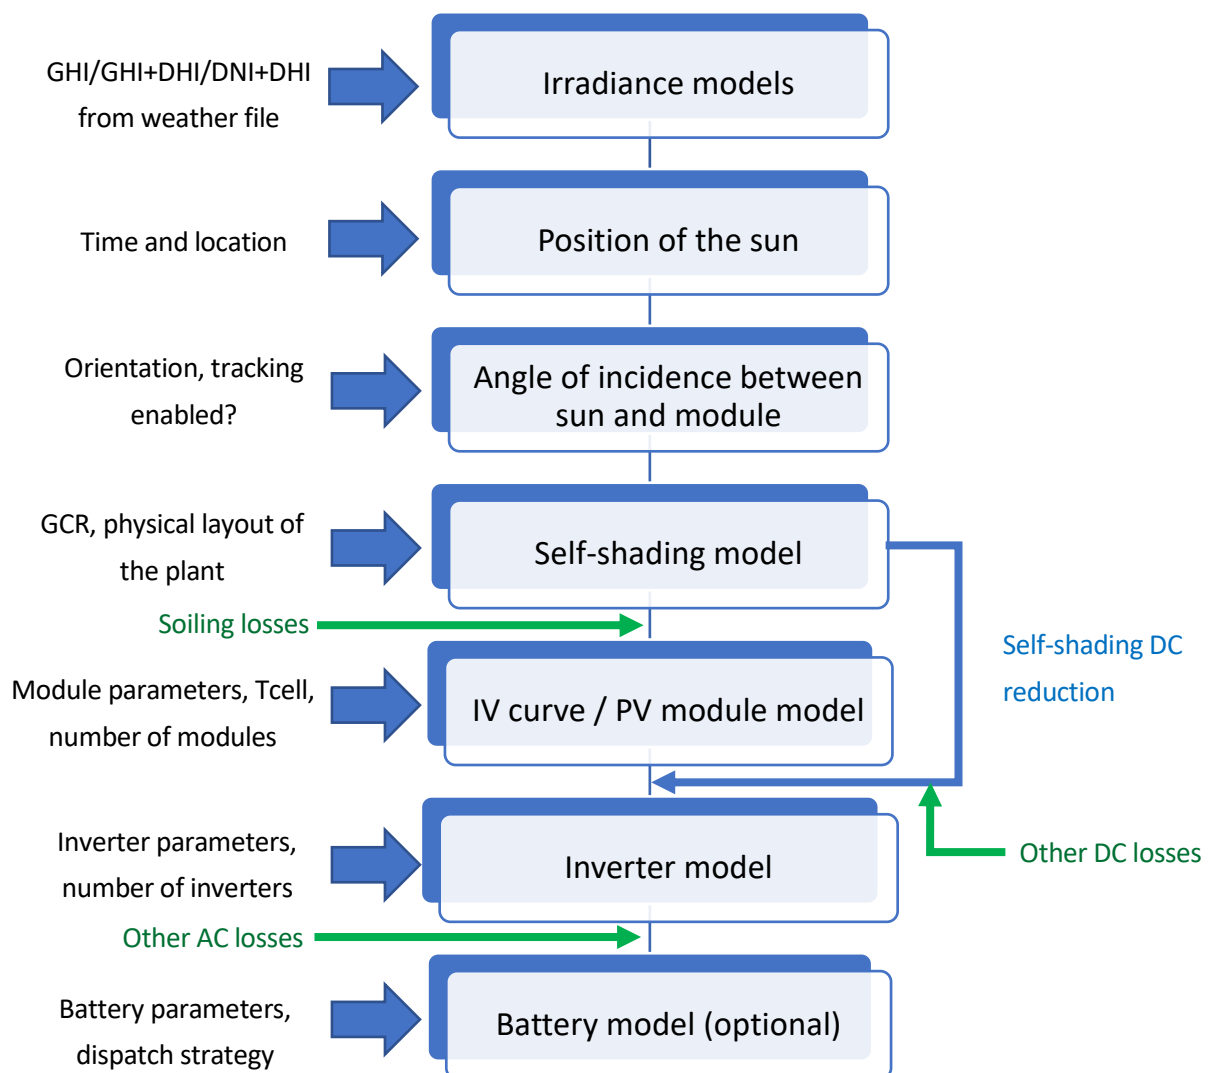 GHI/GHI+DHI/DNI+DHI
from weather file
Irradiance models
Time and location
Position of the sun
Orientation, tracking
enabled?
Angle of incidence between
sun and module
GCR, physical layout of
the plant
Self-shading model
Soiling losses
Self-shading DC
reduction
Module parameters, Tcell,
number of modules
IV curve / PV module model
Inverter parameters,
number of inverters
Inverter model
Other DC losses
Other AC losses
Battery parameters,
dispatch strategy
Battery model (optional)